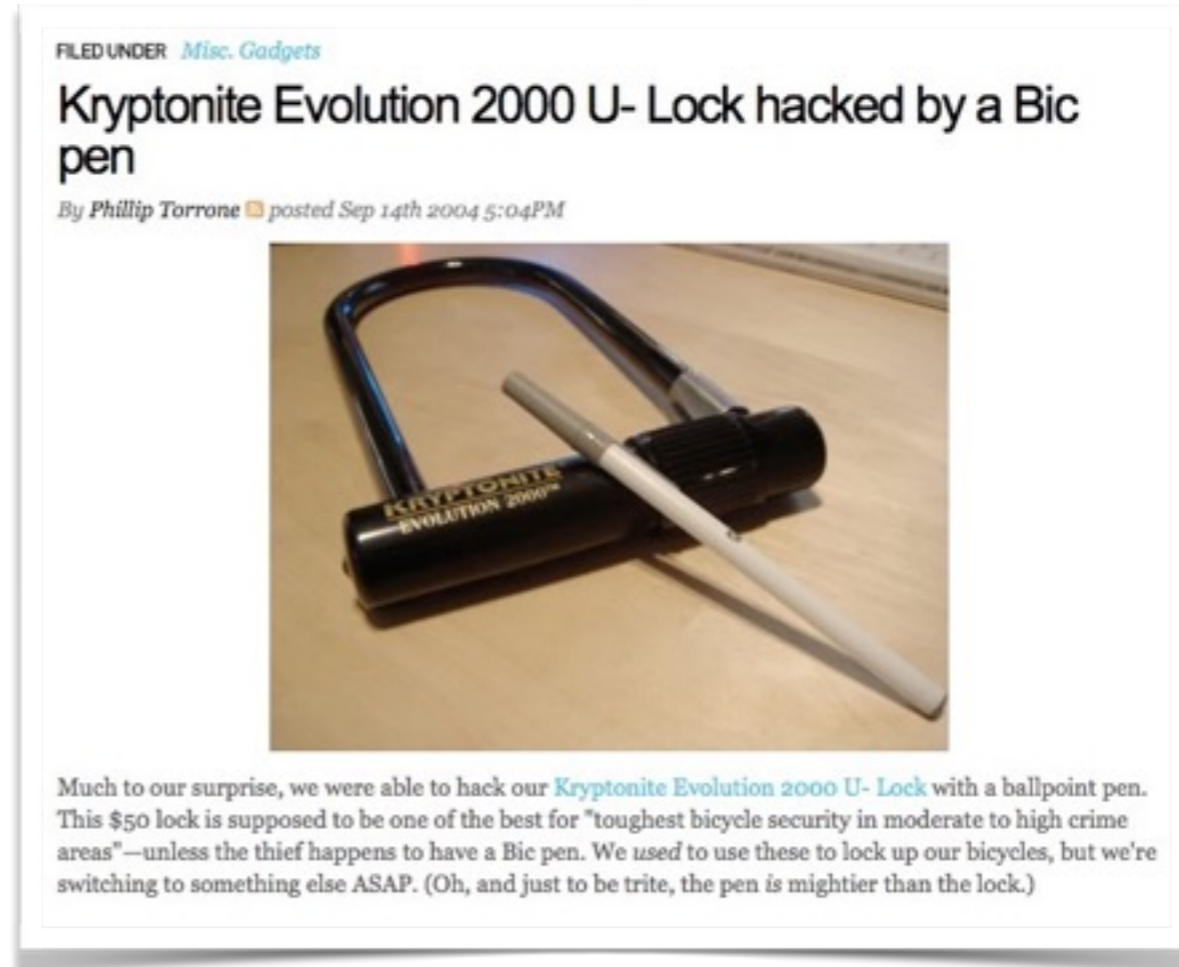 FILED UNDER Misc. Gadgets
Kryptonite Evolution 2000 U- Lock hacked by a Bic
pen
By Phillip Torrone posted Sep 14th 2004 5:04PM
KRYPTONITE
EVOLUTION 2000™
Much to our surprise, we were able to hack our Kryptonite Evolution 2000 U- Lock with a ballpoint pen.
This $50 lock is supposed to be one of the best for "toughest bicycle security in moderate to high crime
areas"—unless the thief happens to have a Bic pen. We used to use these to lock up our bicycles, but we're
switching to something else ASAP. (Oh, and just to be trite, the pen is mightier than the lock.)